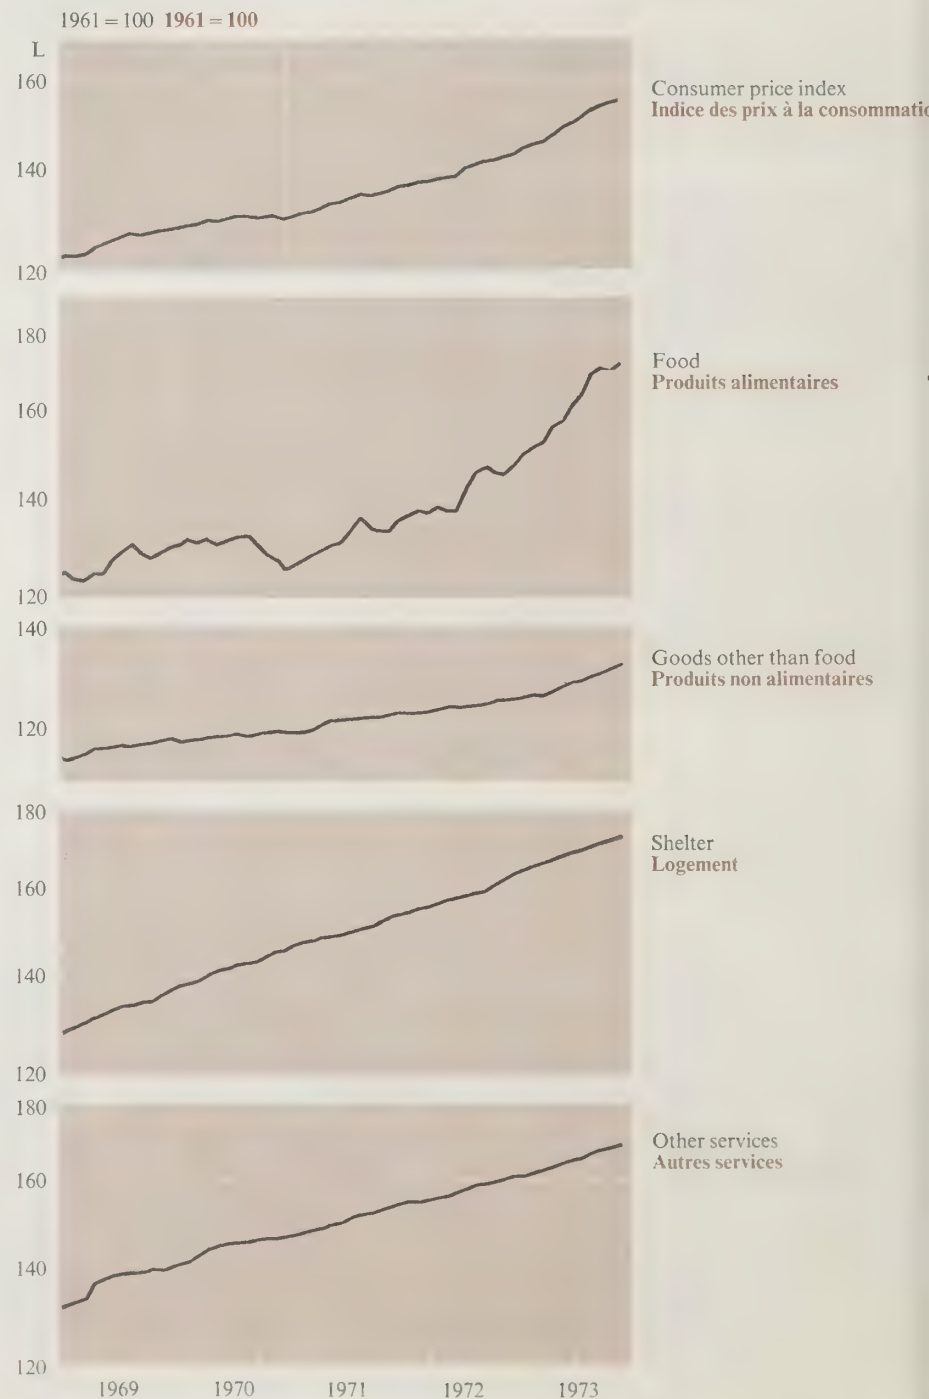 1961 = 100 1961 = 100
L
160
140
120
Consumer price index
Indice des prix à la consommatio
180
160
140
120
Food
Produits alimentaires
140
120
Goods other than food
Produits non alimentaires
180
160
140
120
Shelter
Logement
180
160
140
120
Other services
Autres services
1969 1970 1971 1972 1973